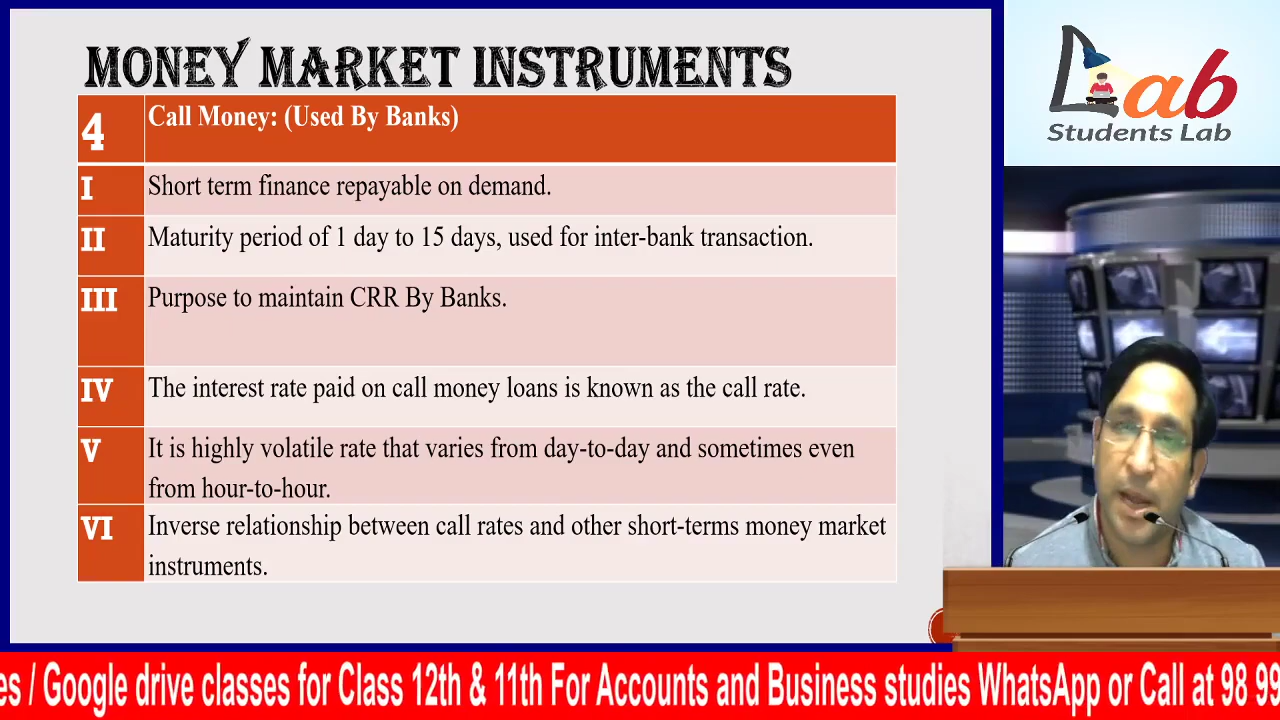 MONEY MARKET INSTRUMENTS
4 Call Money: (Used By Banks)
I Short term finance repayable on demand.
II Maturity period of 1 day to 15 days, used for inter-bank transaction.
III Purpose to maintain CRR By Banks.
IV The interest rate paid on call money loans is known as the call rate.
V It is highly volatile rate that varies from day-to-day and sometimes even
from hour-to-hour.
VI Inverse relationship between call rates and other short-terms money market
instruments.
Lab
Students Lab
es / Google drive classes for Class 12th & 11th For Accounts and Business studies WhatsApp or Call at 98 99